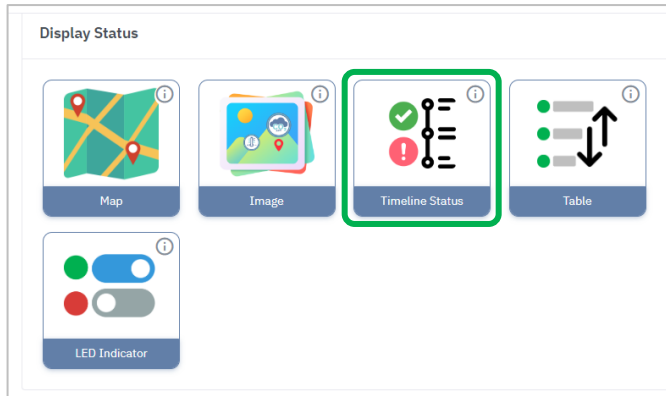 Display Status
Map
Image
Timeline Status
Table
LED Indicator